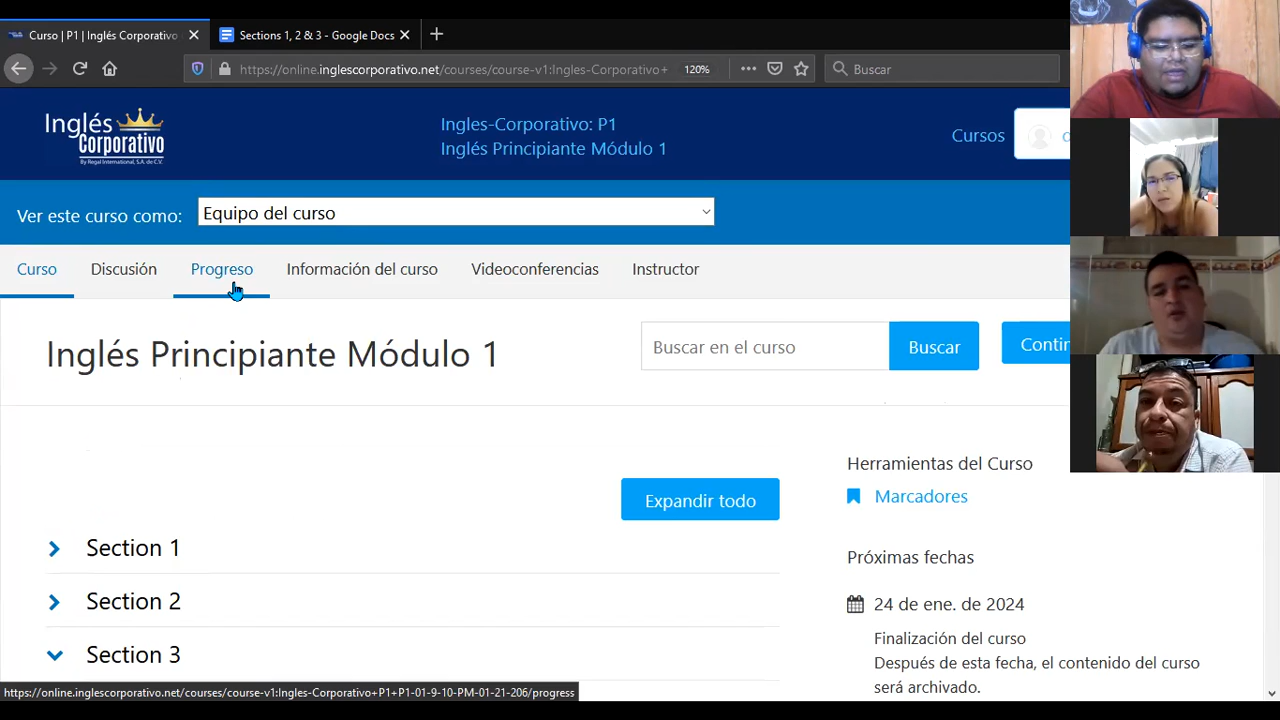 Curso | P1 | Inglés Corporativo
Sections 1, 2 & 3 - Google Docs
https://online.inglescorporativo.net/courses/course-v1:Ingles-Corporativo+
120%
Buscar
Inglés
Corporativo
By Regal International, S.A. de C.V.
Ingles-Corporativo: P1
Inglés Principiante Módulo 1
Cursos
Ver este curso como:
Equipo del curso
Curso
Discusión
Progreso
Información del curso
Videoconferencias
Instructor
Inglés Principiante Módulo 1
Buscar en el curso
Buscar
Contin
Herramientas del Curso
Marcadores
Expandir todo
Section 1
Próximas fechas
Section 2
24 de ene. de 2024
Finalización del curso
Section 3
Después de esta fecha, el contenido del curso
será archivado.
https://online.inglescorporativo.net/courses/course-v1:Ingles-Corporativo+P1+P1-01-9-10-PM-01-21-206/progress